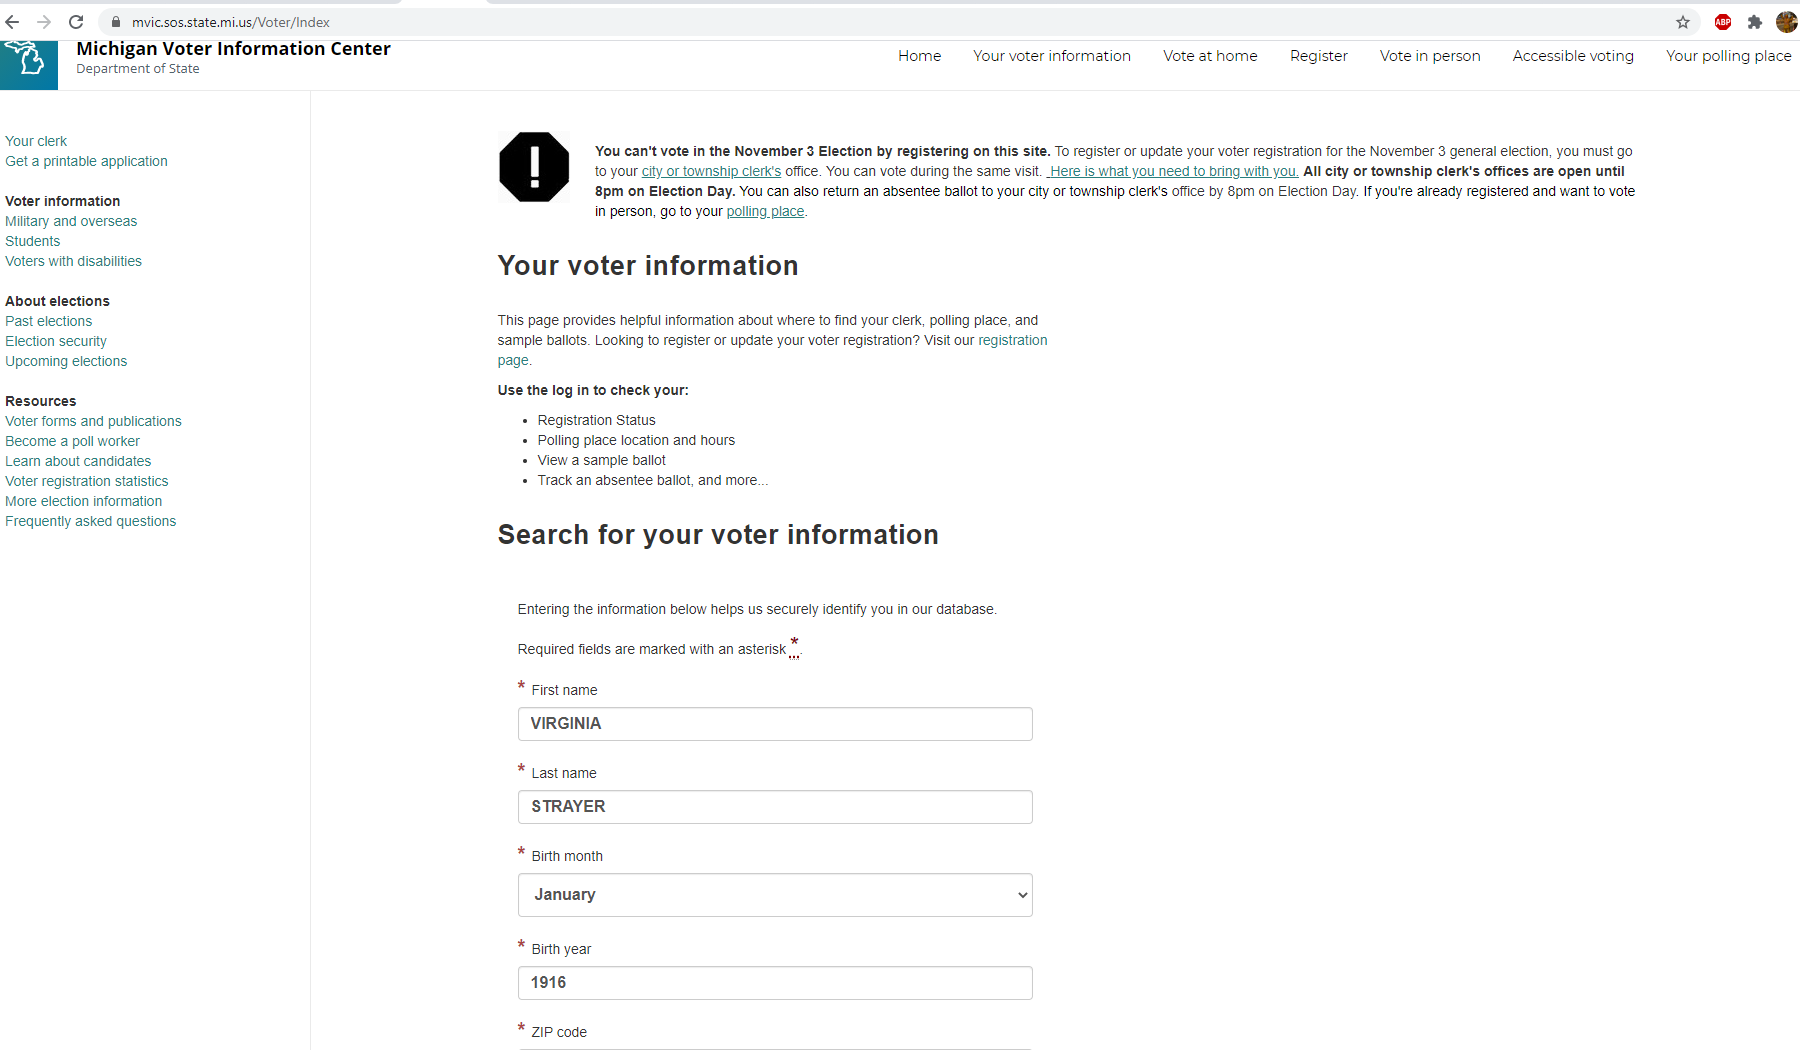 mvic.sos.state.mi.us/Voter/Index
ABP
Michigan Voter Information Center
Department of State
Home Your voter information Vote at home Register Vote in person Accessible voting Your polling place
Your clerk
Get a printable application
Voter information
Military and overseas
Students
Voters with disabilities
About elections
Past elections
Election security
Upcoming elections
Resources
Voter forms and publications
Become a poll worker
Learn about candidates
Voter registration statistics
More election information
Frequently asked questions
!
You can't vote in the November 3 Election by registering on this site. To register or update your voter registration for the November 3 general election, you must go
to your city or township clerk's office. You can vote during the same visit. Here is what you need to bring with you. All city or township clerk's offices are open until
8pm on Election Day. You can also return an absentee ballot to your city or township clerk's office by 8pm on Election Day. If you're already registered and want to vote
in person, go to your polling place.
Your voter information
This page provides helpful information about where to find your clerk, polling place, and
sample ballots. Looking to register or update your voter registration? Visit our registration
page.
Use the log in to check your:
• Registration Status
• Polling place location and hours
• View a sample ballot
• Track an absentee ballot, and more...
Search for your voter information
Entering the information below helps us securely identify you in our database.
Required fields are marked with an asterisk *.
* First name
VIRGINIA
* Last name
STRAYER
* Birth month
January
* Birth year
1916
* ZIP code